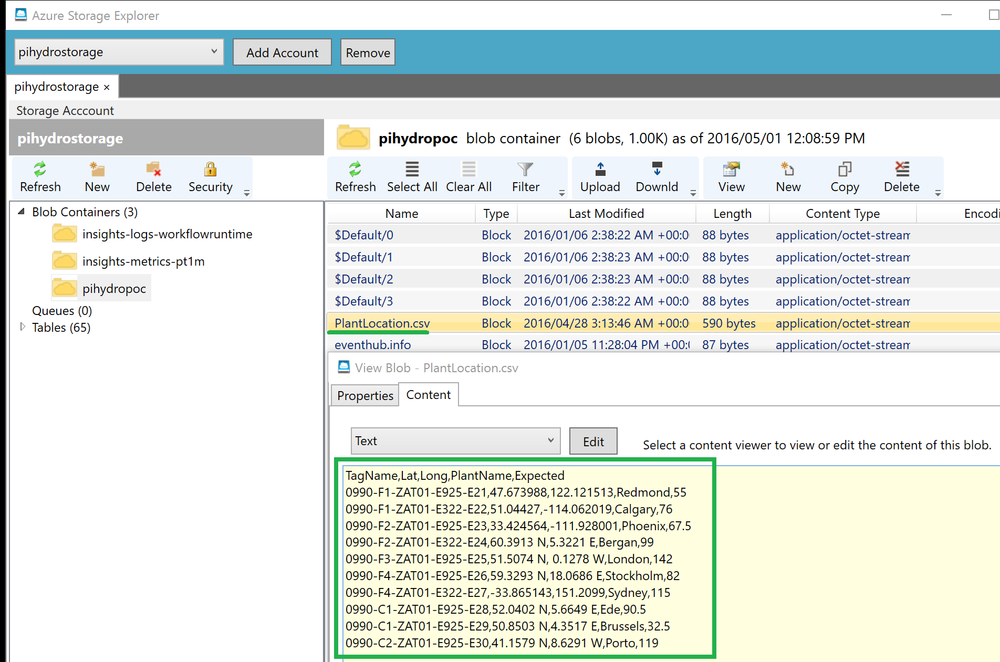 Azure Storage Explorer
pihydrostorage
Add Account
Remove
pihydrostorage ×
Storage Acccount
pihydrostorage
pihydropoc blob container (6 blobs, 1.00K) as of 2016/05/01 12:08:59 PM
Refresh New Delete Security
Refresh Select All Clear All Filter Upload Downld View New Copy Delete
Blob Containers (3)
insights-logs-workflowruntime
insights-metrics-pt1m
pihydropoc
Queues (0)
Tables (65)
Name Type Last Modified Length Content Type Encodi
$Default/0 Block 2016/01/06 2:38:22 AM +00:0 88 bytes application/octet-stream
$Default/1 Block 2016/01/06 2:38:23 AM +00:0 88 bytes application/octet-stream
$Default/2 Block 2016/01/06 2:38:23 AM +00:0 88 bytes application/octet-stream
$Default/3 Block 2016/01/06 2:38:22 AM +00:0 88 bytes application/octet-stream
PlantLocation.csv Block 2016/04/28 3:13:46 AM +00:0 590 bytes application/octet-stream
eventhub.info Block 2016/01/05 11:28:04 PM +00: 87 bytes application/octet-stream
View Blob - PlantLocation.csv
Properties Content
Text
Edit
Select a content viewer to view or edit the content of this blob.
TagName,Lat,Long,PlantName,Expected
0990-F1-ZAT01-E925-E21,47.673988,122.121513,Redmond,55
0990-F1-ZAT01-E322-E22,51.04427,-114.062019,Calgary,76
0990-F2-ZAT01-E925-E23,33.424564,-111.928001,Phoenix,67.5
0990-F2-ZAT01-E322-E24,60.3913 N,5.3221 E,Bergan,99
0990-F3-ZAT01-E925-E25,51.5074 N, 0.1278 W,London,142
0990-F4-ZAT01-E925-E26,59.3293 N,18.0686 E,Stockholm,82
0990-F4-ZAT01-E322-E27,-33.865143,151.2099,Sydney,115
0990-C1-ZAT01-E925-E28,52.0402 N,5.6649 E,Ede,90.5
0990-C1-ZAT01-E925-E29,50.8503 N,4.3517 E,Brussels,32.5
0990-C2-ZAT01-E925-E30,41.1579 N,8.6291 W,Porto,119